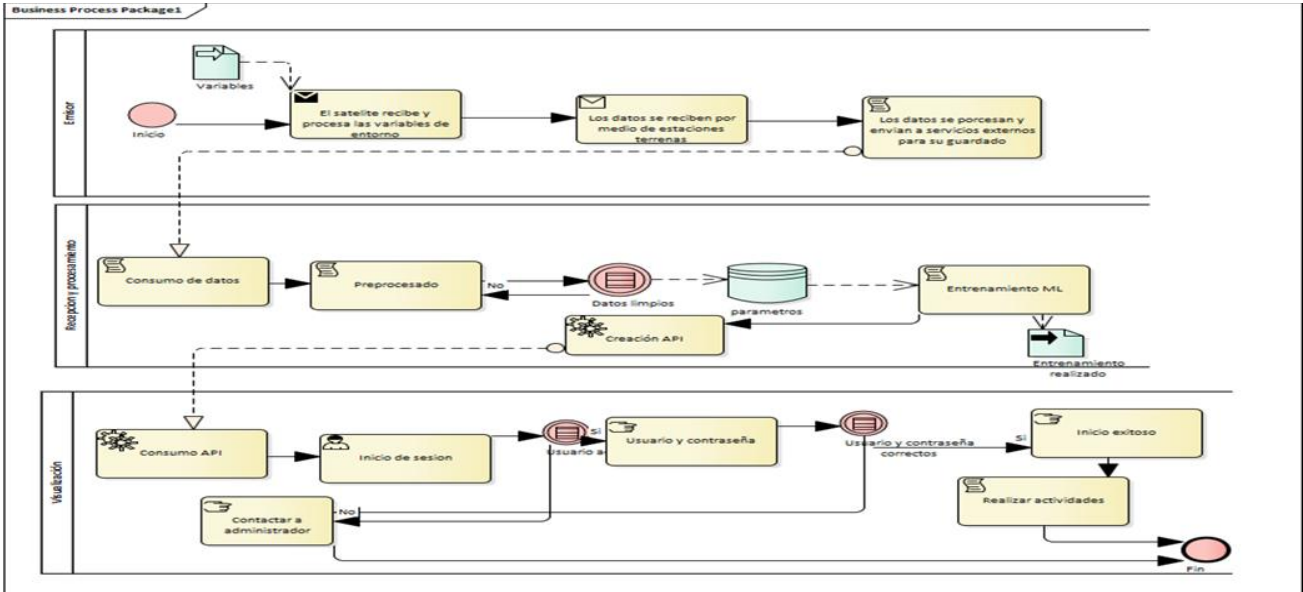 Business Process Package1
Emisor
Variables
Inicio
El satelite recibe y
procesa las variables de
entorno
Los datos se reciben por
medio de estaciones
terrenas
Los datos se porcesan y
envian a servicios externos
para su guardado
Recepcion y procesamiento
Consumo de datos
Preprocesado
No
Datos limpios
parametros
Entrenamiento ML
Creación API
Entrenamiento
realizado
Visualización
Consumo API
Inicio de sesion
Si
Usuario a
Usuario y contraseña
Usuario y contraseña
correctos
Si
Inicio exitoso
Contactar a
administrador
No
Realizar actividades
Fin